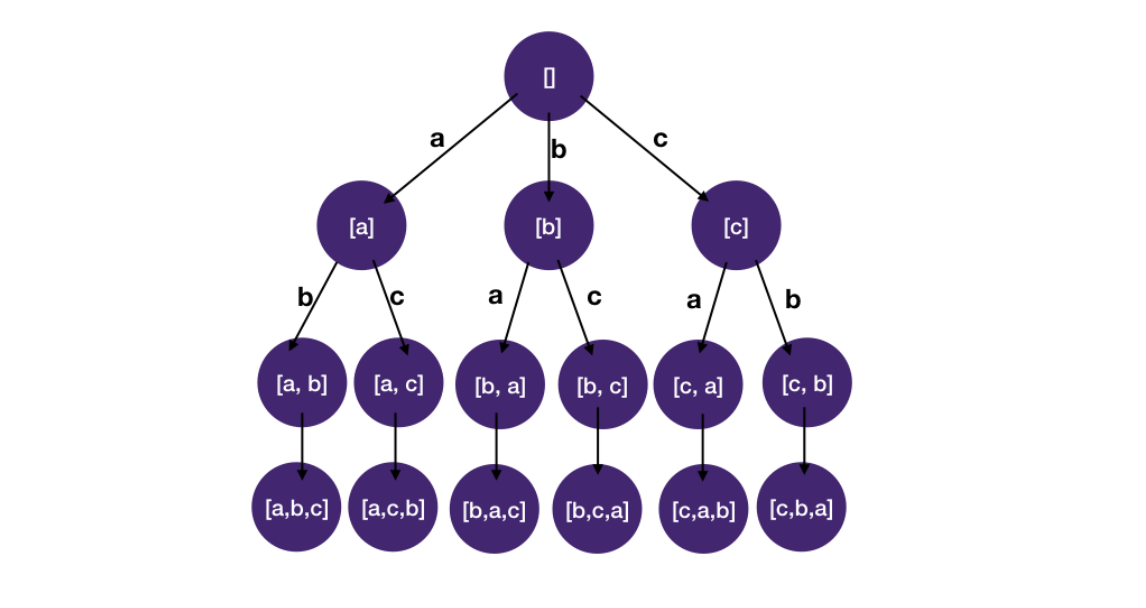 []
a
b
c
[a]
[b]
[c]
b
c
a
c
a
b
[a, b]
[a, c]
[b, a]
[b, c]
[c, a]
[c, b]
[a,b,c]
[a,c,b]
[b,a,c]
[b,c,a]
[c,a,b]
[c,b,a]